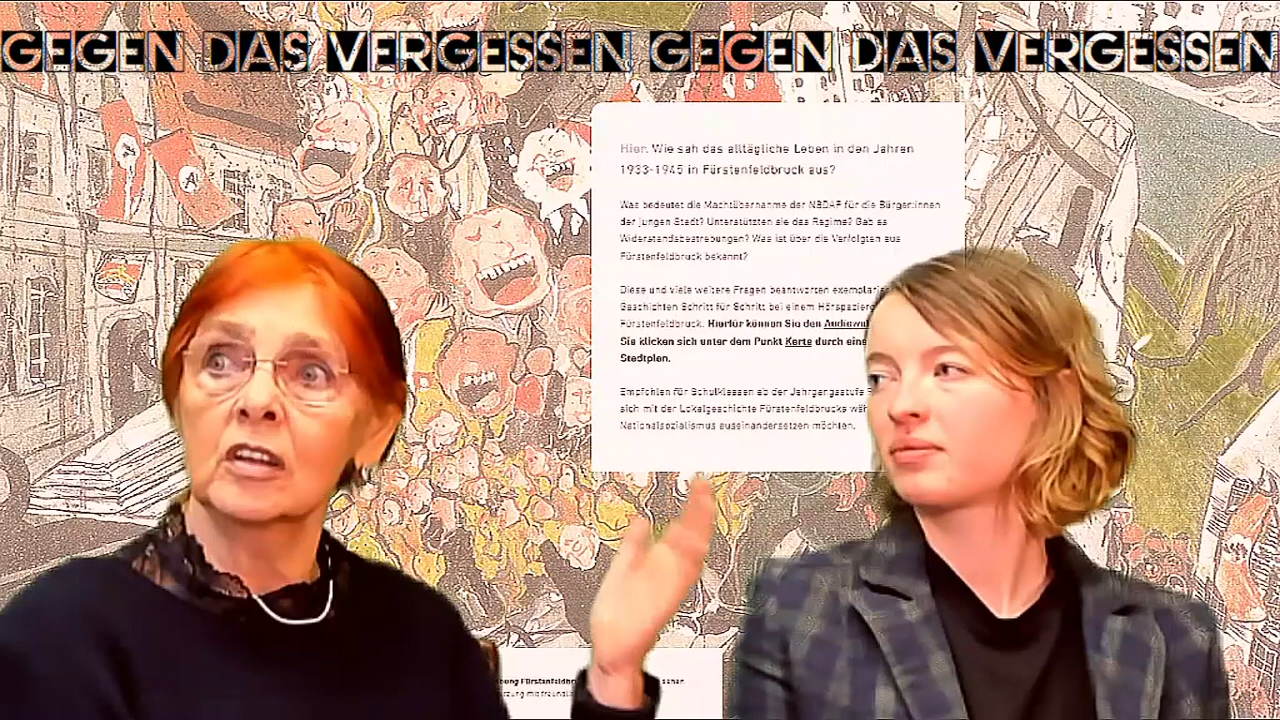 GEGEN DAS VERGESSEN GEGEN DAS VERGESSEN
Hier. Wie sah das alltägliche Leben in den Jahren
1933-1945 in Fürstenfeldbruck aus?
Was bedeutet die Machtübernahme der NSDAP für die Bürger:innen
der jungen Stadt? Unterstützten sie das Regime? Gab es
Widerstandsbestrebungen? Was ist über die Verfolgten aus
Fürstenfeldbruck bekannt?
Diese und viele weitere Fragen beantworten
Geschichten Schritt für Schritt bei einem
Fürstenfeldbruck. Hierfür können Sie den
Sie klicken sich unter dem Punkt Karte durch
Stadtplan.
Empfohlen für Schulklassen ab der Jahrgangsstufe
sich mit der Lokalgeschichte Fürstenfeldbrucks
Nationalsozialismus auseinandersetzen möchten.